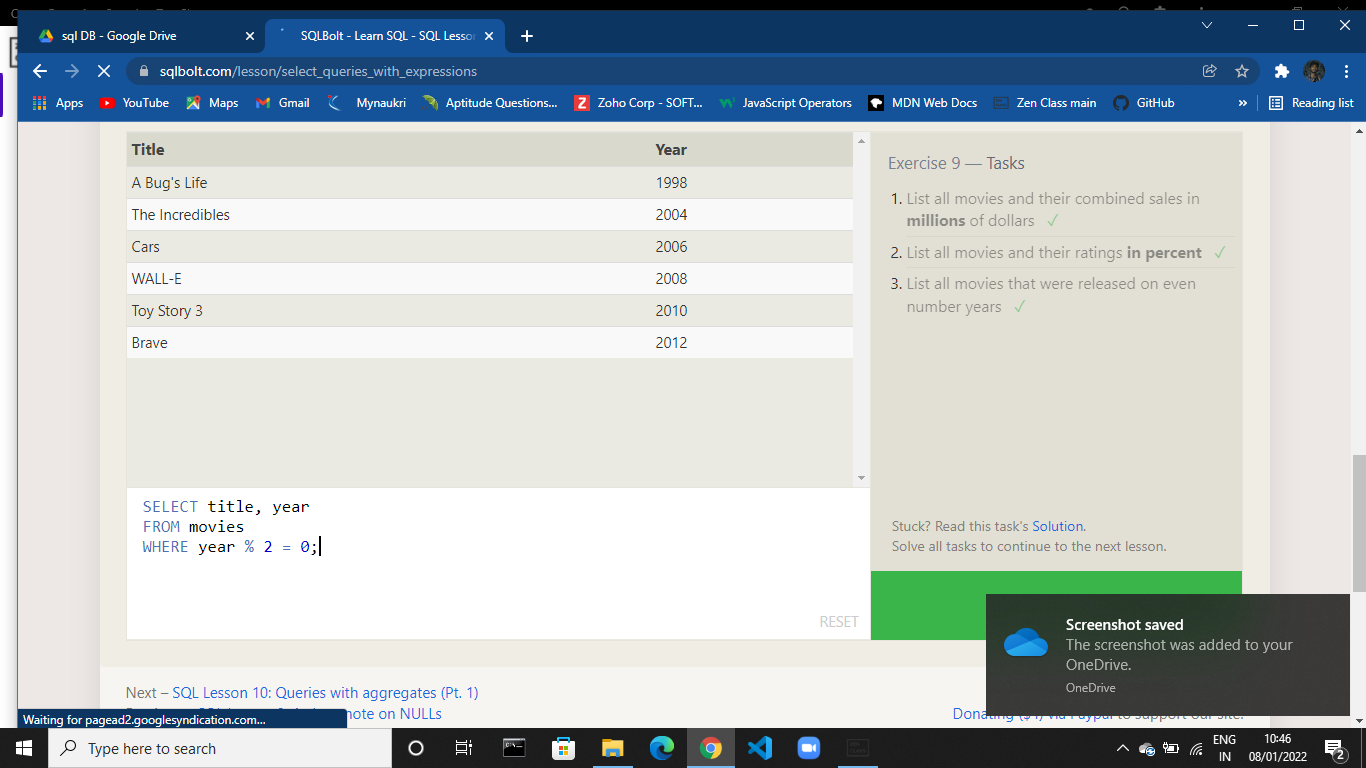 sql DB - Google Drive
SQLBolt - Learn SQL - SQL Lesson
sqlbolt.com/lesson/select_queries_with_expressions
Apps YouTube Maps Gmail Mynaukri Aptitude Questions... Zoho Corp - SOFT... JavaScript Operators MDN Web Docs Zen Class main GitHub » Reading list
Title Year
A Bug's Life 1998
The Incredibles 2004
Cars 2006
WALL-E 2008
Toy Story 3 2010
Brave 2012
Exercise 9 — Tasks
1. List all movies and their combined sales in
millions of dollars ✓
2. List all movies and their ratings in percent ✓
3. List all movies that were released on even
number years ✓
SELECT title, year
FROM movies
WHERE year % 2 = 0;
RESET
Stuck? Read this task's Solution.
Solve all tasks to continue to the next lesson.
Screenshot saved
The screenshot was added to your
OneDrive.
OneDrive
Next – SQL Lesson 10: Queries with aggregates (Pt. 1)
note on NULLs
Donating ($4) via Paypal to support our site.
Waiting for pagead2.googlesyndication.com...
Type here to search
ENG
IN
10:46
08/01/2022
2